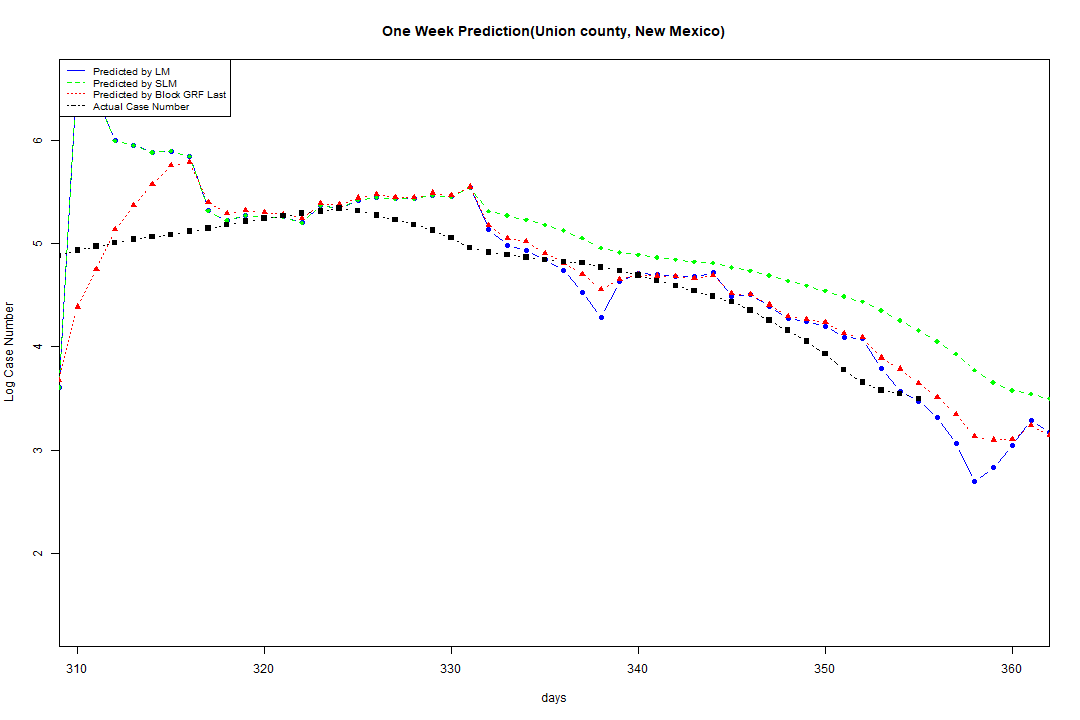 One Week Prediction(Union county, New Mexico)
Predicted by LM
Predicted by SLM
Predicted by Block GRF Last
Actual Case Number
Log Case Number
6
5
4
3
2
310 320 330 340 350 360
days